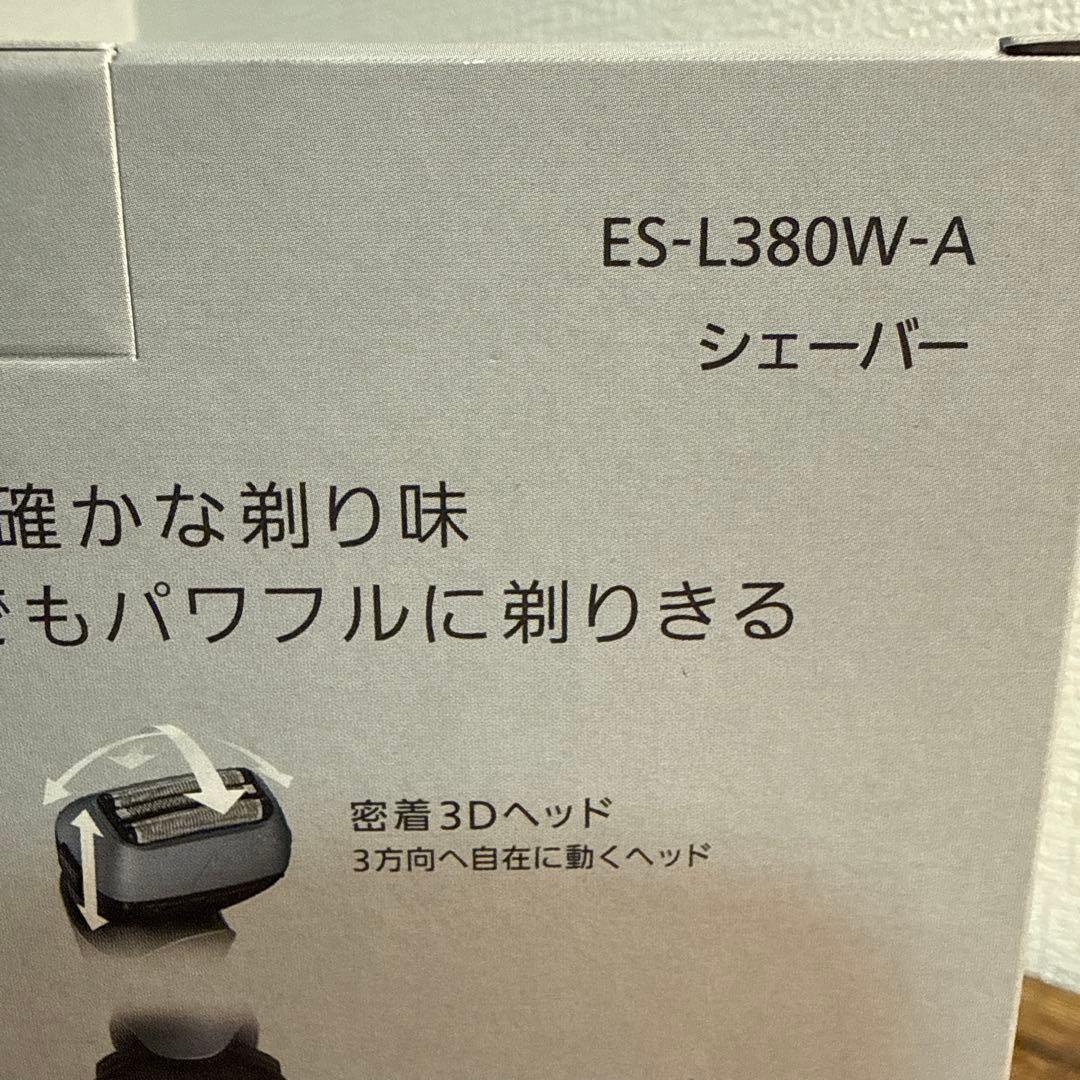 ES-L380W-A
シェーバー
確かな剃り味
でもパワフルに剃りきる
密着3Dヘッド
3方向へ自在に動くヘッド